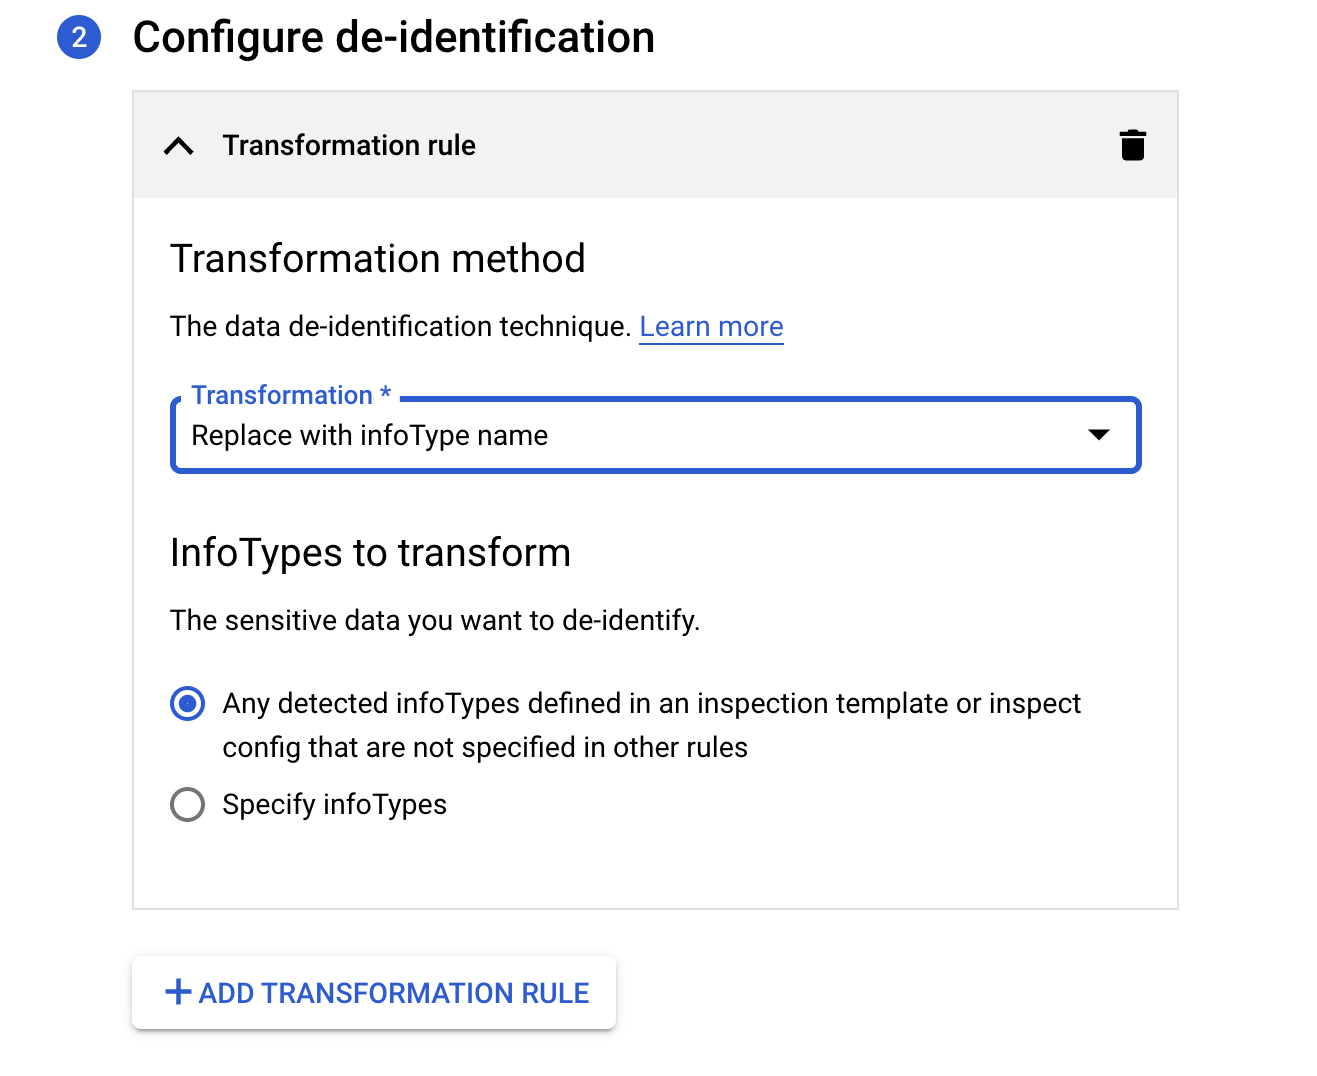 2 Configure de-identification
Transformation rule
Transformation method
The data de-identification technique. Learn more
Transformation *
Replace with infoType name
InfoTypes to transform
The sensitive data you want to de-identify.
Any detected infoTypes defined in an inspection template or inspect
config that are not specified in other rules
Specify infoTypes
+ ADD TRANSFORMATION RULE